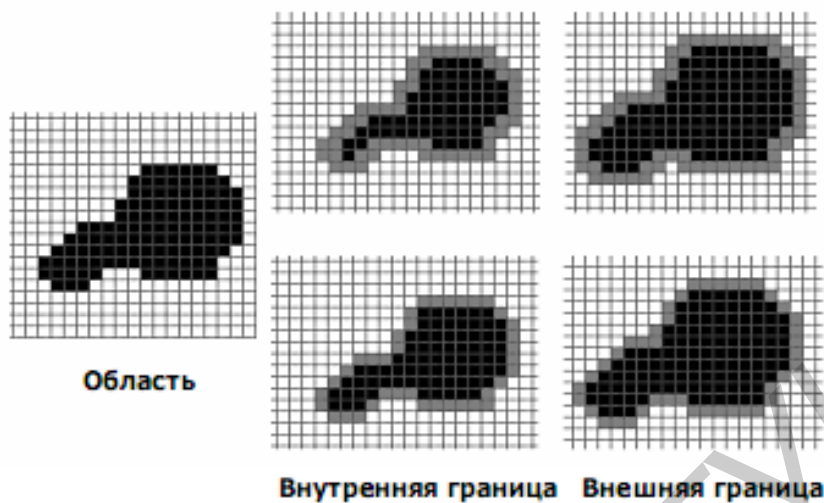 Область
Внутренняя граница
Внешняя граница